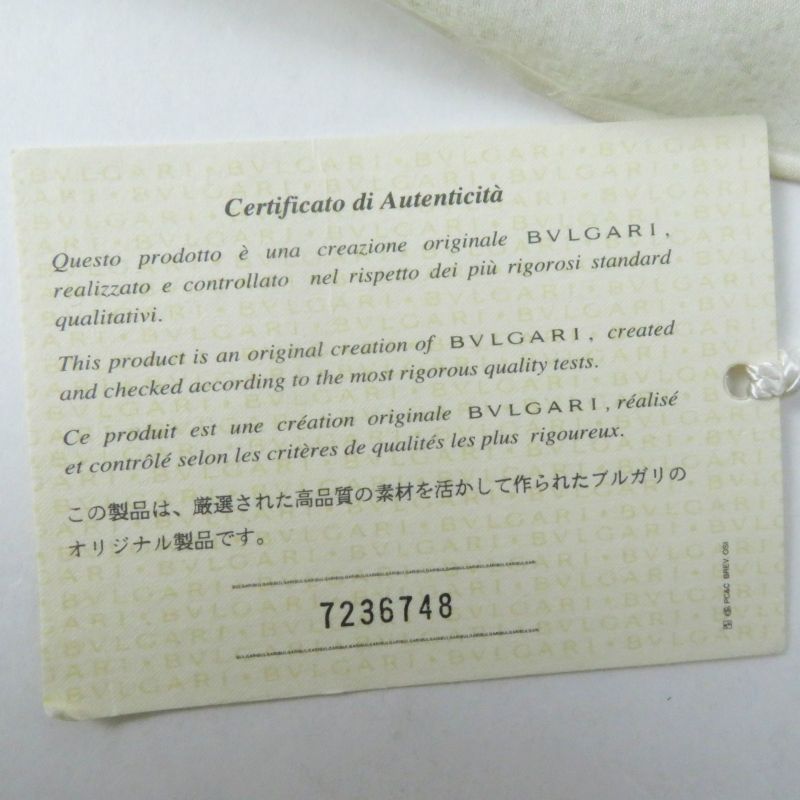 Certificato di Autenticità
Questo prodotto è una creazione originale BVLGARI,
realizzato e controllato nel rispetto dei più rigorosi standard
qualitativi.
This product is an original creation of BVLGARI, created
and checked according to the most rigorous quality tests.
Ce produit est une création originale BVLGARI, réalisé
et contrôlé selon les critères de qualités les plus rigoureux.
この製品は、厳選された高品質の素材を活かして作られたブルガリの
オリジナル製品です。
7236748
PC&C BREV. OSI